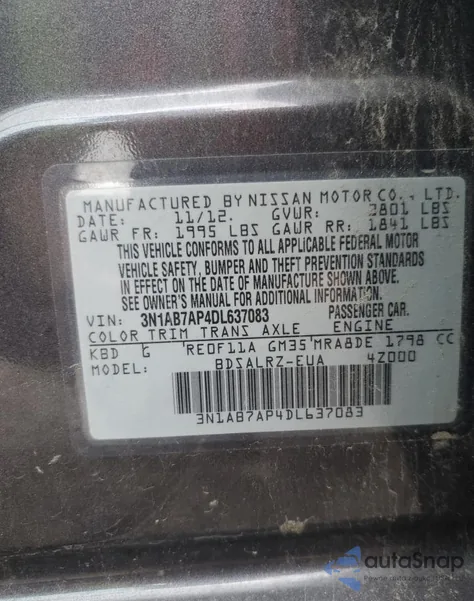 MANUFACTURED BY NISSAN MOTOR CO., LTD.
DATE: 11/12. GVWR: 3801 LBS
GAWR FR: 1995 LBS GAWR RR: 1841 LBS
THIS VEHICLE CONFORMS TO ALL APPLICABLE FEDERAL MOTOR
VEHICLE SAFETY, BUMPER AND THEFT PREVENTION STANDARDS
IN EFFECT ON THE DATE OF MANUFACTURE SHOWN ABOVE.
SEE OWNER'S MANUAL FOR ADDITIONAL INFORMATION.
VIN: 3N1AB7AP4DL637083 PASSENGER CAR.
COLOR TRIM TRANS AXLE ENGINE
KBD G 'RE0F11A GM35'MRA8DE 1798 CC
MODEL: BDSALRZ-EUA 4Z000
3N1AB7AP4DL637083
autoSnap